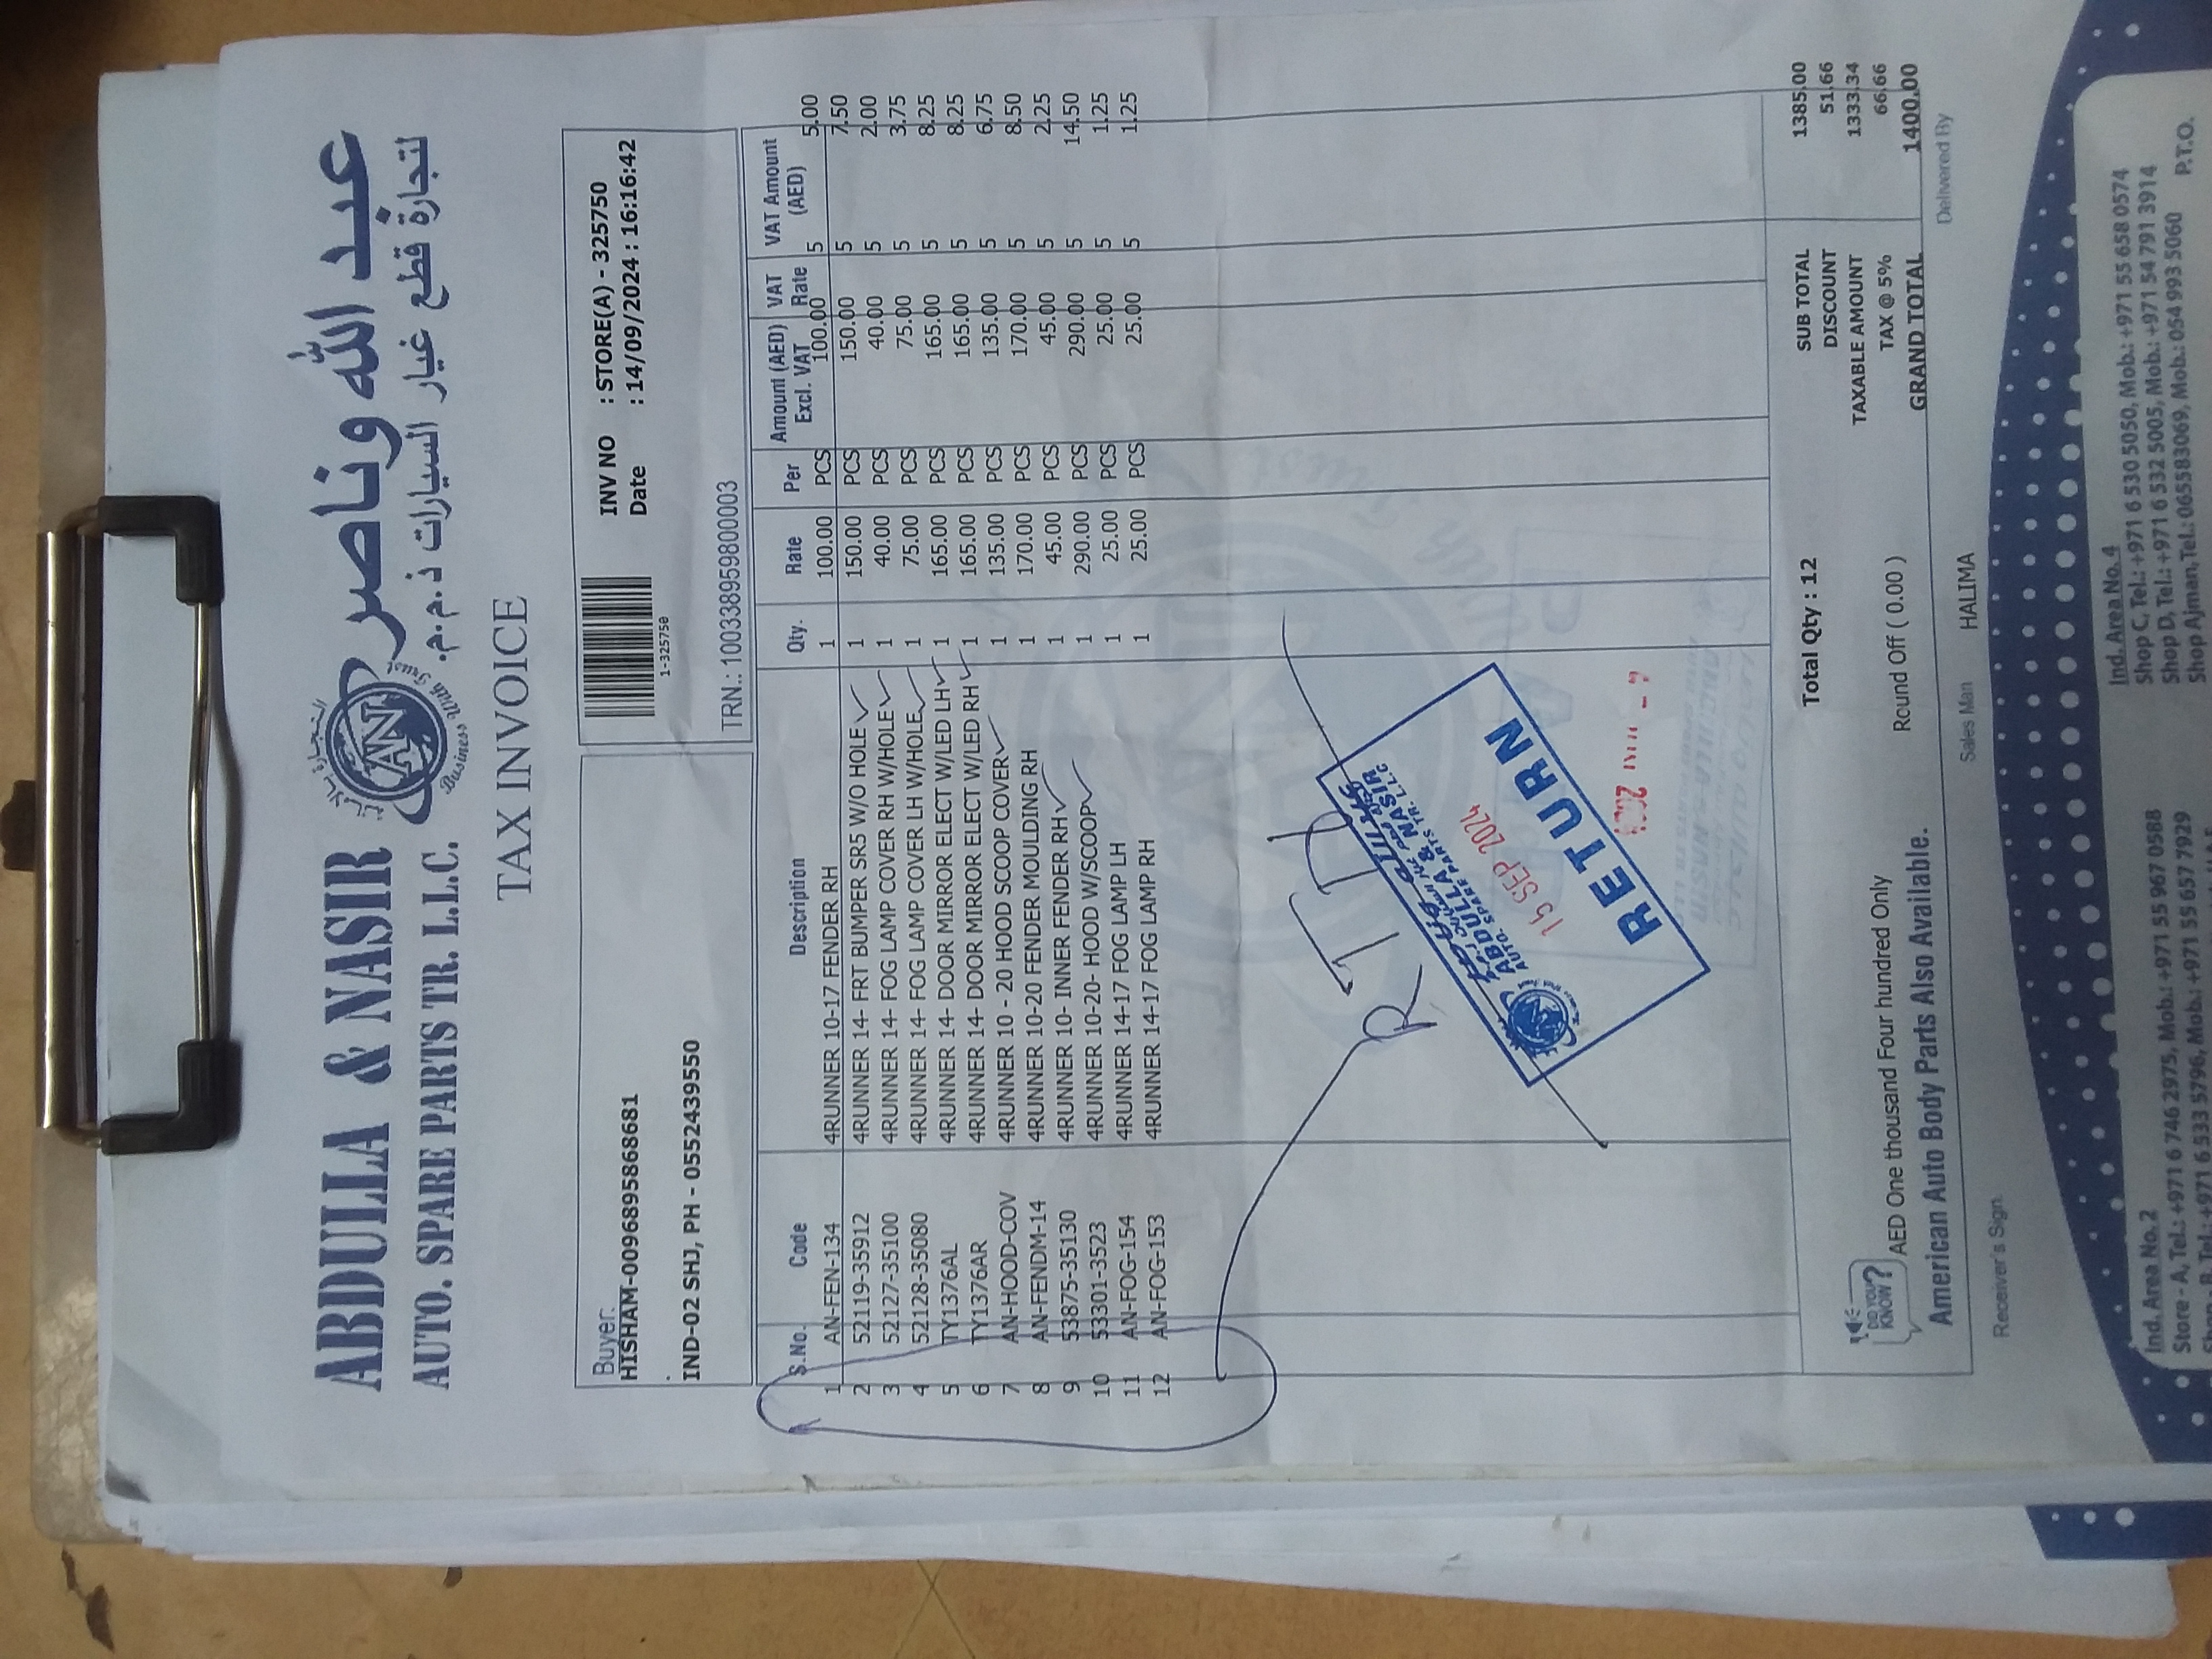 ABDULLA & NASIR
AUTO. SPARE PARTS TR. L.L.C.
عبد الله وناصر
لتجارة قطع غيار السيارات ذ.م.م.
AN
Business With Trust
TAX INVOICE
Buyer:
HISHAM-0096895868681
.
IND-02 SHJ, PH - 0552439550
1-325750
INV NO : STORE(A) - 325750
Date : 14/09/2024 : 16:16:42
TRN.: 100338959800003
S.No. Code Description Qty. Rate Per Amount (AED) Excl. VAT VAT Rate VAT Amount (AED)
1 AN-FEN-134 4RUNNER 10-17 FENDER RH 1 100.00 PCS 100.00 5 5.00
2 52119-35912 4RUNNER 14- FRT BUMPER SR5 W/O HOLE 1 150.00 PCS 150.00 5 7.50
3 52127-35100 4RUNNER 14- FOG LAMP COVER RH W/HOLE 1 40.00 PCS 40.00 5 2.00
4 52128-35080 4RUNNER 14- FOG LAMP COVER LH W/HOLE 1 75.00 PCS 75.00 5 3.75
5 TY1376AL 4RUNNER 14- DOOR MIRROR ELECT W/LED LH 1 165.00 PCS 165.00 5 8.25
6 TY1376AR 4RUNNER 14- DOOR MIRROR ELECT W/LED RH 1 165.00 PCS 165.00 5 8.25
7 AN-HOOD-COV 4RUNNER 10 - 20 HOOD SCOOP COVER 1 135.00 PCS 135.00 5 6.75
8 AN-FENDM-14 4RUNNER 10-20 FENDER MOULDING RH 1 170.00 PCS 170.00 5 8.50
9 53875-35130 4RUNNER 10- INNER FENDER RH 1 45.00 PCS 45.00 5 2.25
10 53301-3523 4RUNNER 10-20- HOOD W/SCOOP 1 290.00 PCS 290.00 5 14.50
11 AN-FOG-154 4RUNNER 14-17 FOG LAMP LH 1 25.00 PCS 25.00 5 1.25
12 AN-FOG-153 4RUNNER 14-17 FOG LAMP RH 1 25.00 PCS 25.00 5 1.25
ABDULLA & NASIR
AUTO. SPARE PARTS TR. L.L.C
15 SEP 2024
RETURN
Total Qty : 12
SUB TOTAL 1385.00
DISCOUNT 51.66
TAXABLE AMOUNT 1333.34
TAX @ 5% 66.66
GRAND TOTAL 1400.00
DID YOU KNOW?
AED One thousand Four hundred Only
Round Off ( 0.00 )
American Auto Body Parts Also Available.
Receiver's Sign.
Sales Man HALIMA
Delivered By
Ind. Area No. 2
Store - A, Tel.: +971 6 746 2975, Mob.: +971 55 967 0588
Tel.: +971 6 533 5796, Mob.: +971 55 657 7929
Ind. Area No. 4
Shop C, Tel.: +971 6 530 5050, Mob.: +971 55 658 0574
Shop D, Tel.: +971 6 532 5005, Mob.: +971 54 791 3914
Shop Ajman, Tel.: 065583069, Mob.: 054 993 5060
P.T.O.